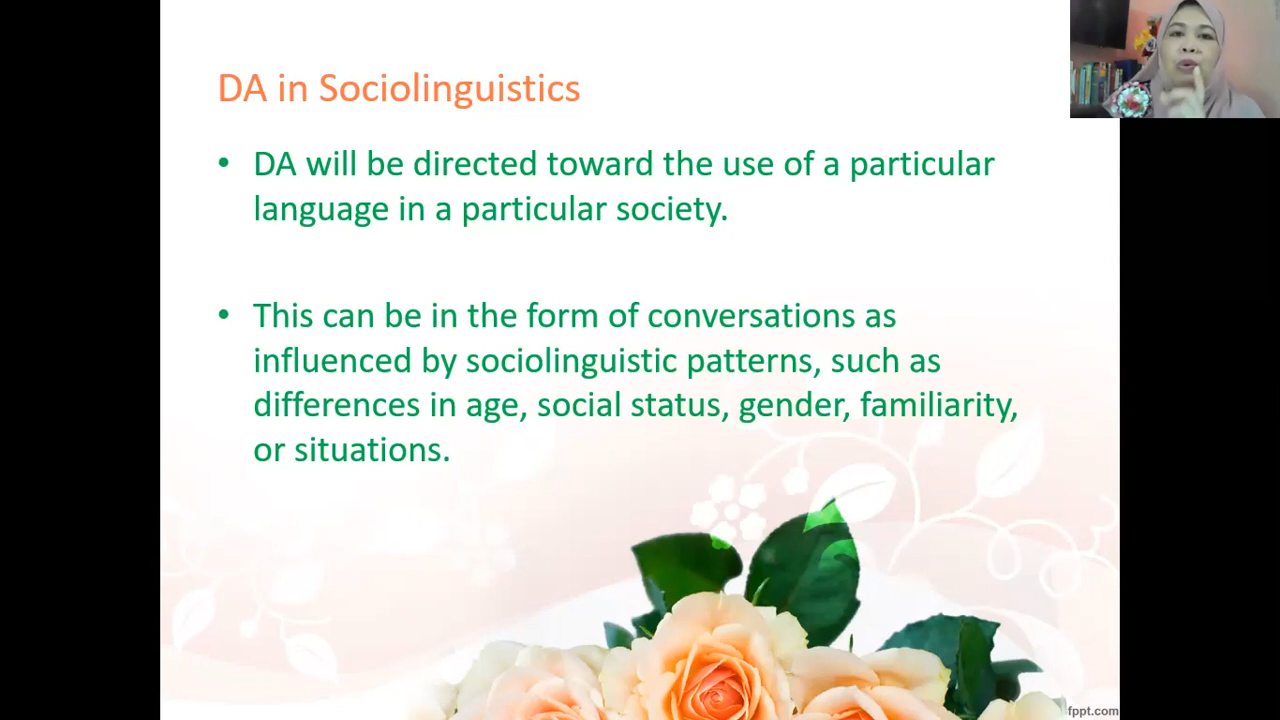 DA in Sociolinguistics
• DA will be directed toward the use of a particular
language in a particular society.
• This can be in the form of conversations as
influenced by sociolinguistic patterns, such as
differences in age, social status, gender, familiarity,
or situations.
fppt.com